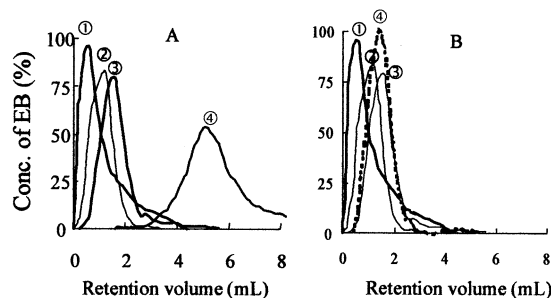 ① ② ③ ④ A
① ② ④ ③ B
Conc. of EB (%)
100
75
50
25
0
0 2 4 6 8
Retention volume (mL)
100
75
50
25
0
0 2 4 6 8
Retention volume (mL)